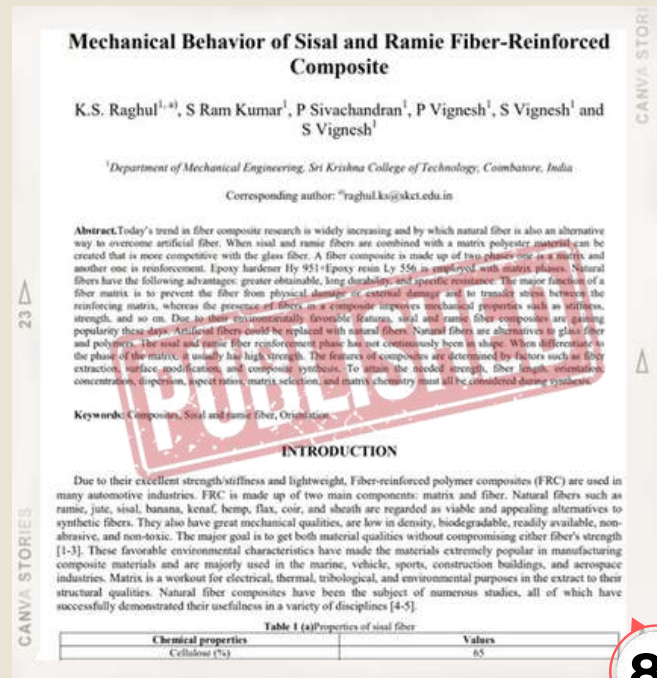 Mechanical Behavior of Sisal and Ramie Fiber-Reinforced
Composite
K.S. Raghul1, a), S Ram Kumar1, P Sivachandran1, P Vignesh1, S Vignesh1 and
S Vignesh1
1Department of Mechanical Engineering, Sri Krishna College of Technology, Coimbatore, India
Corresponding author: a)raghul.ks@skct.edu.in
Abstract.Today's trend in fiber composite research is widely increasing and by which natural fiber is also an alternative
way to overcome artificial fiber. When sisal and ramie fibers are combined with a matrix polyester material can be
created that is more competitive with the glass fiber. A fiber composite is made up of two phases one is a matrix and
another one is reinforcement. Epoxy hardener Hy 951+Epoxy resin Ly 556 is employed with matrix phases. Natural
fibers have the following advantages: greater obtainable, long durability, and specific resistance. The major function of a
fiber matrix is to prevent the fiber from physical damage or external damage and to transfer stress between the
reinforcing matrix, whereas the presence of fibers in a composite improves mechanical properties such as stiffness,
strength, and so on. Due to their environmentally favorable features, sisal and ramie fiber composites are gaining
popularity these days. Artificial fibers could be replaced with natural fibers. Natural fibers are alternatives to glass fiber
and polymers. The sisal and ramie fiber reinforcement phase has continuously been in shape. When differentiate to
the phase of the matrix, it usually has high strength. The features of composites are determined by factors such as fiber
extraction, surface modification, and composite synthesis. To attain the needed strength, fiber length, orientation,
concentration, dispersion, aspect ratios, matrix selection, and matrix chemistry must all be considered during synthesis.
Keywords: Composites, Sisal and ramie fiber, Orientation
PUBLISHED
INTRODUCTION
Due to their excellent strength/stiffness and lightweight, Fiber-reinforced polymer composites (FRC) are used in
many automotive industries. FRC is made up of two main components: matrix and fiber. Natural fibers such as
ramie, jute, sisal, banana, kenaf, hemp, flax, coir, and sheath are regarded as viable and appealing alternatives to
synthetic fibers. They also have great mechanical qualities, are low in density, biodegradable, readily available, non-
abrasive, and non-toxic. The major goal is to get both material qualities without compromising either fiber's strength
[1-3]. These favorable environmental characteristics have made the materials extremely popular in manufacturing
composite materials and are majorly used in the marine, vehicle, sports, construction buildings, and aerospace
industries. Matrix is a workout for electrical, thermal, tribological, and environmental purposes in the extract to their
structural qualities. Natural fiber composites have been the subject of numerous studies, all of which have
successfully demonstrated their usefulness in a variety of disciplines [4-5].
Table 1 (a)Properties of sisal fiber
Chemical properties Values
Cellulose (%) 65
23
CANVA STORIES
CANVA STORI
8